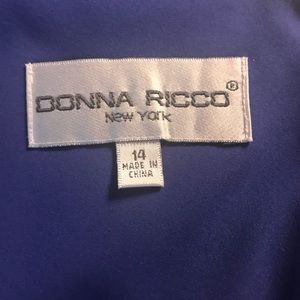 DONNA RICCO®
New York
14
MADE IN
CHINA